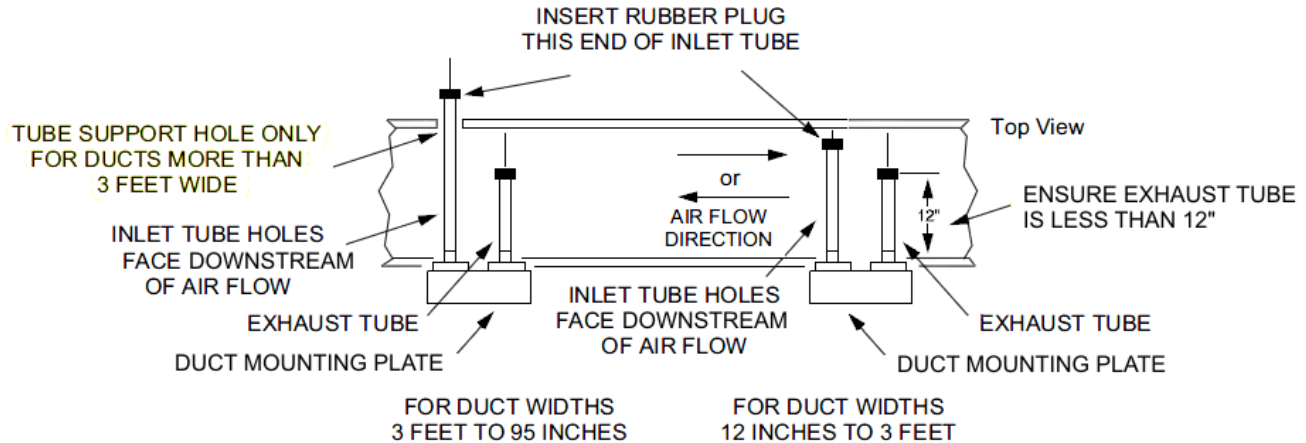 INSERT RUBBER PLUG
THIS END OF INLET TUBE
TUBE SUPPORT HOLE ONLY
FOR DUCTS MORE THAN
3 FEET WIDE
Top View
or
AIR FLOW
DIRECTION
12"
ENSURE EXHAUST TUBE
IS LESS THAN 12"
INLET TUBE HOLES
FACE DOWNSTREAM
OF AIR FLOW
INLET TUBE HOLES
FACE DOWNSTREAM
OF AIR FLOW
EXHAUST TUBE
EXHAUST TUBE
DUCT MOUNTING PLATE
DUCT MOUNTING PLATE
FOR DUCT WIDTHS
3 FEET TO 95 INCHES
FOR DUCT WIDTHS
12 INCHES TO 3 FEET